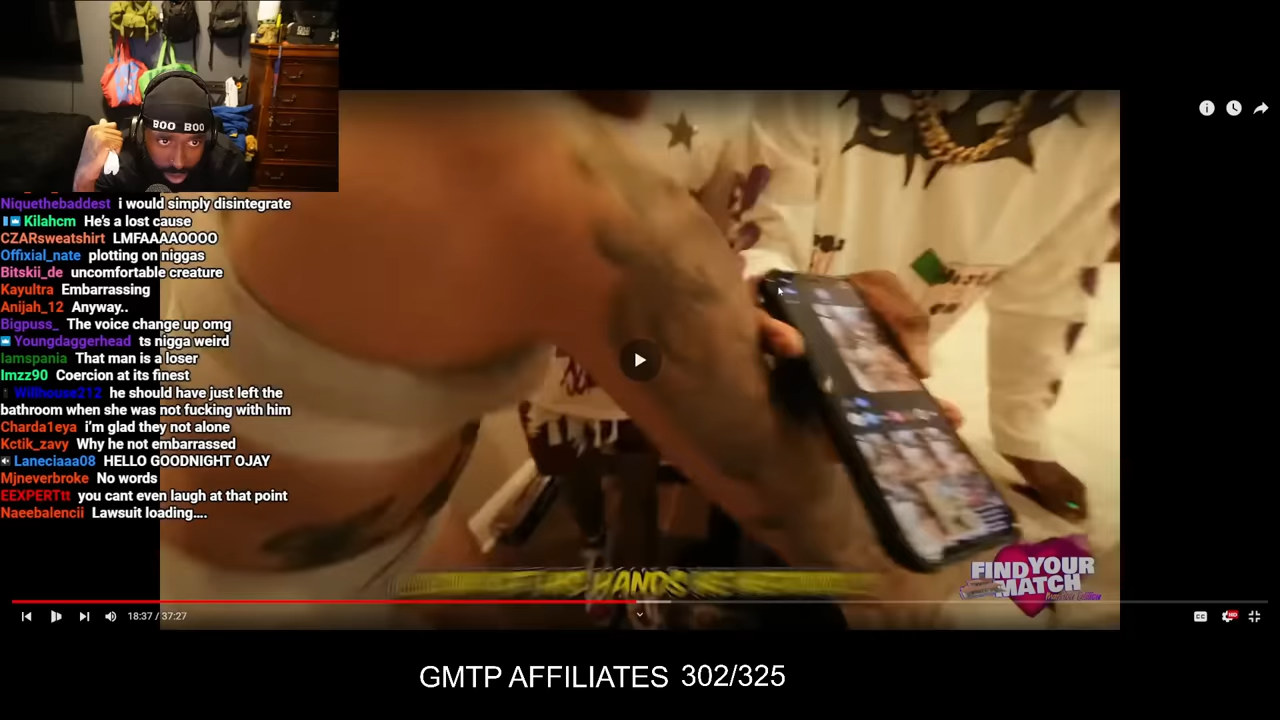 BOO BOO
Niquethebaddest i would simply disintegrate
Kilahcm He's a lost cause
CZARsweatshirt LMFAAAAOOOO
Offixial_nate plotting on niggas
Bitskii_de uncomfortable creature
Kayultra Embarrassing
Anijah_12 Anyway..
Bigpuss_ The voice change up omg
Youngdaggerhead ts nigga weird
Iamspania That man is a loser
Imzz90 Coercion at its finest
Willhouse212 he should have just left the
bathroom when she was not fucking with him
Charda1eya i'm glad they not alone
Kctik_zavy Why he not embarrassed
Laneciaaa08 HELLO GOODNIGHT OJAY
Mjneverbroke No words
EEXPERTtt you cant even laugh at that point
Naeebalencii Lawsuit loading....
HANDS
FIND YOUR
MATCH
18:37 / 37:27
CC
HD
GMTP AFFILIATES 302/325